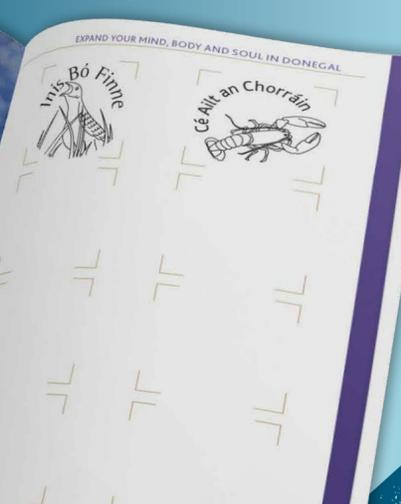 EXPAND YOUR MIND, BODY AND SOUL IN DONEGAL
Inis Bó Finne
Cé Ailt an Chorráin